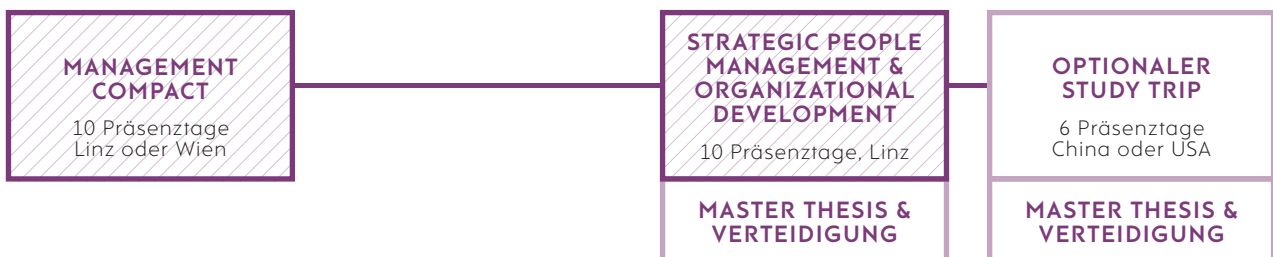 MANAGEMENT
COMPACT
10 Präsenztage
Linz oder Wien
STRATEGIC PEOPLE
MANAGEMENT &
ORGANIZATIONAL
DEVELOPMENT
10 Präsenztage, Linz
MASTER THESIS &
VERTEIDIGUNG
OPTIONALER
STUDY TRIP
6 Präsenztage
China oder USA
MASTER THESIS &
VERTEIDIGUNG